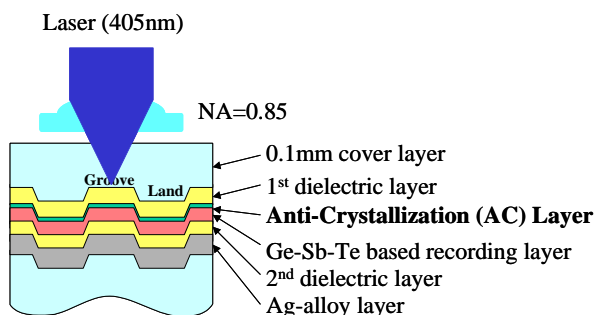 Laser (405nm)
NA=0.85
0.1mm cover layer
Groove
Land
1st dielectric layer
Anti-Crystallization (AC) Layer
Ge-Sb-Te based recording layer
2nd dielectric layer
Ag-alloy layer